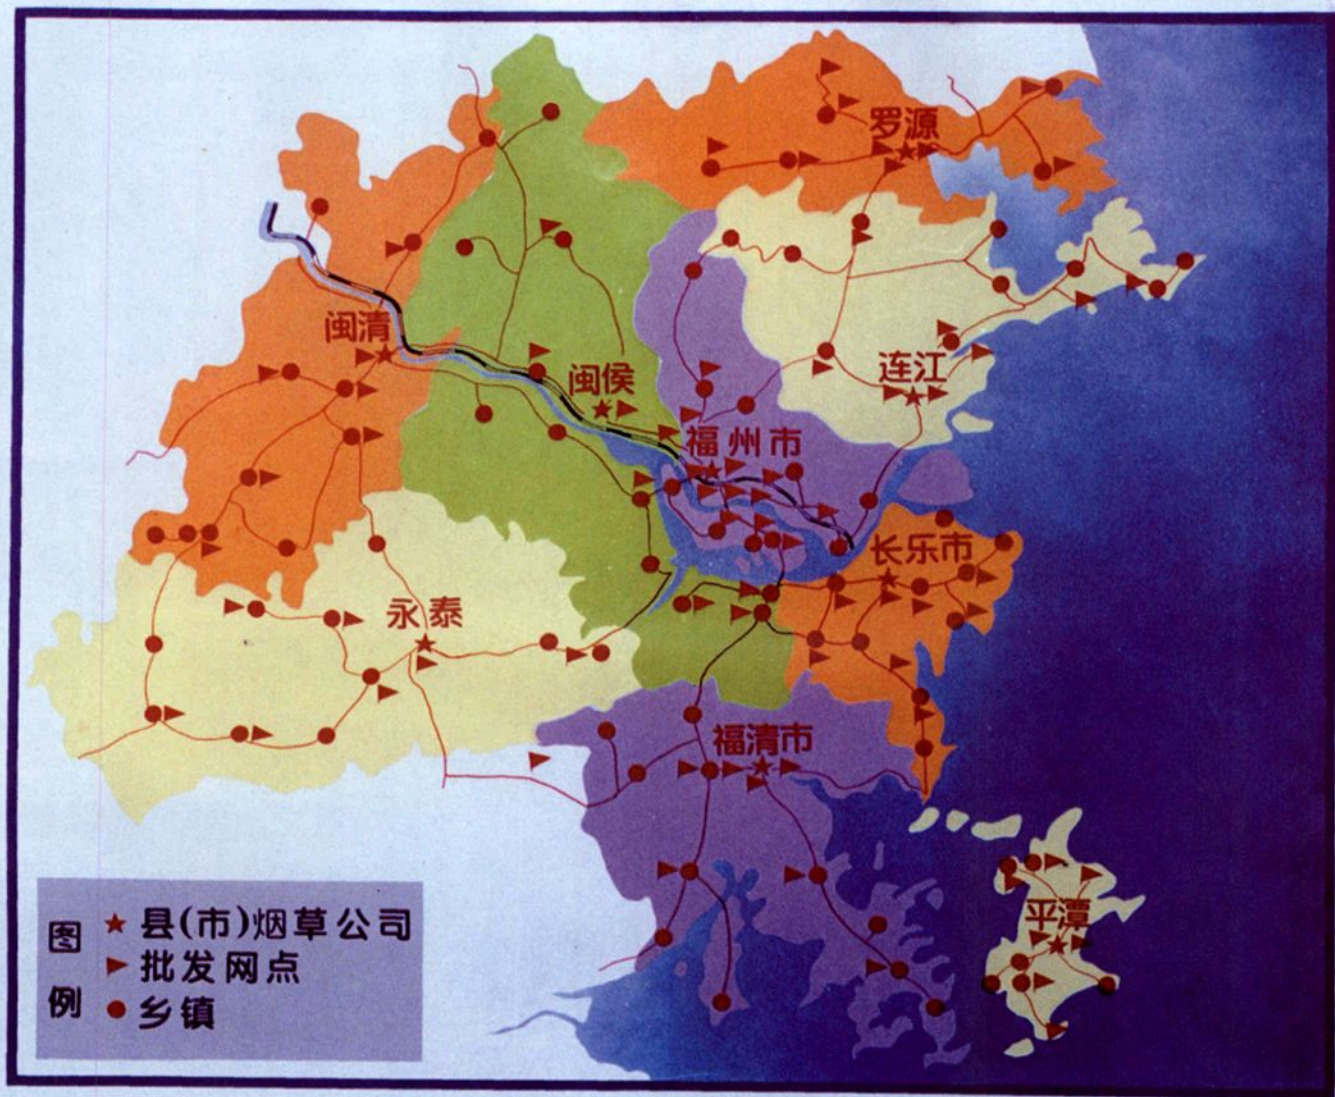 罗源
闽清
闽侯
连江
福州市
长乐市
永泰
福清市
平潭
图例
县(市)烟草公司
批发网点
乡镇